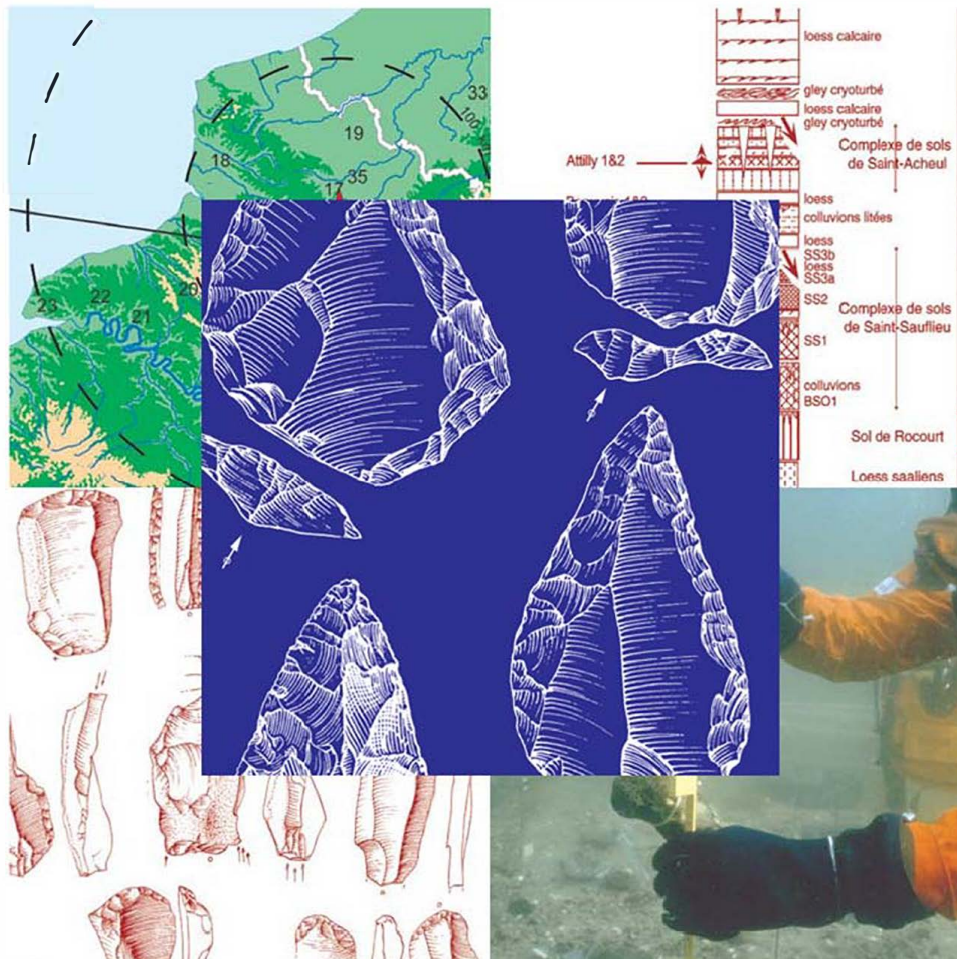 33
100
19
18
35
17
20
22
23
21
loess calcaire
gley cryoturbé
loess calcaire
gley cryoturbé
Complexe de sols
de Saint-Acheul
Attilly 1&2
loess
colluvions litées
loess
SS3b
loess
SS3a
SS2
Complexe de sols
de Saint-Sauflieu
SS1
colluvions
BSO1
Sol de Rocourt
Loess saaliens